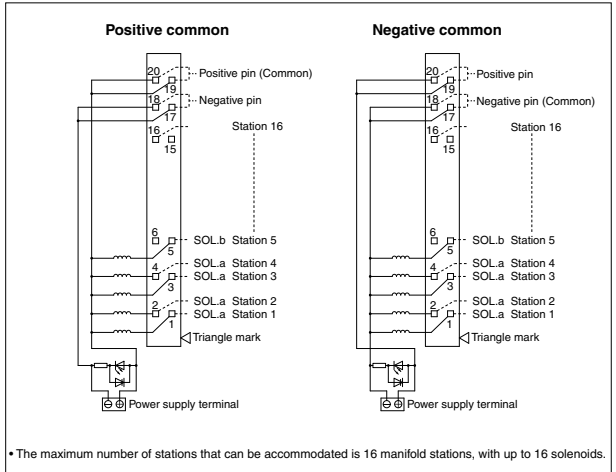 Positive common
20
Positive pin (Common)
19
18
Negative pin
17
16
Station 16
15
6
SOL.b Station 5
5
SOL.a Station 4
4
SOL.a Station 3
3
SOL.a Station 2
2
SOL.a Station 1
1
Triangle mark
Power supply terminal
Negative common
20
Positive pin
19
18
Negative pin (Common)
17
16
Station 16
15
6
SOL.b Station 5
5
SOL.a Station 4
4
SOL.a Station 3
3
SOL.a Station 2
2
SOL.a Station 1
1
Triangle mark
Power supply terminal
• The maximum number of stations that can be accommodated is 16 manifold stations, with up to 16 solenoids.